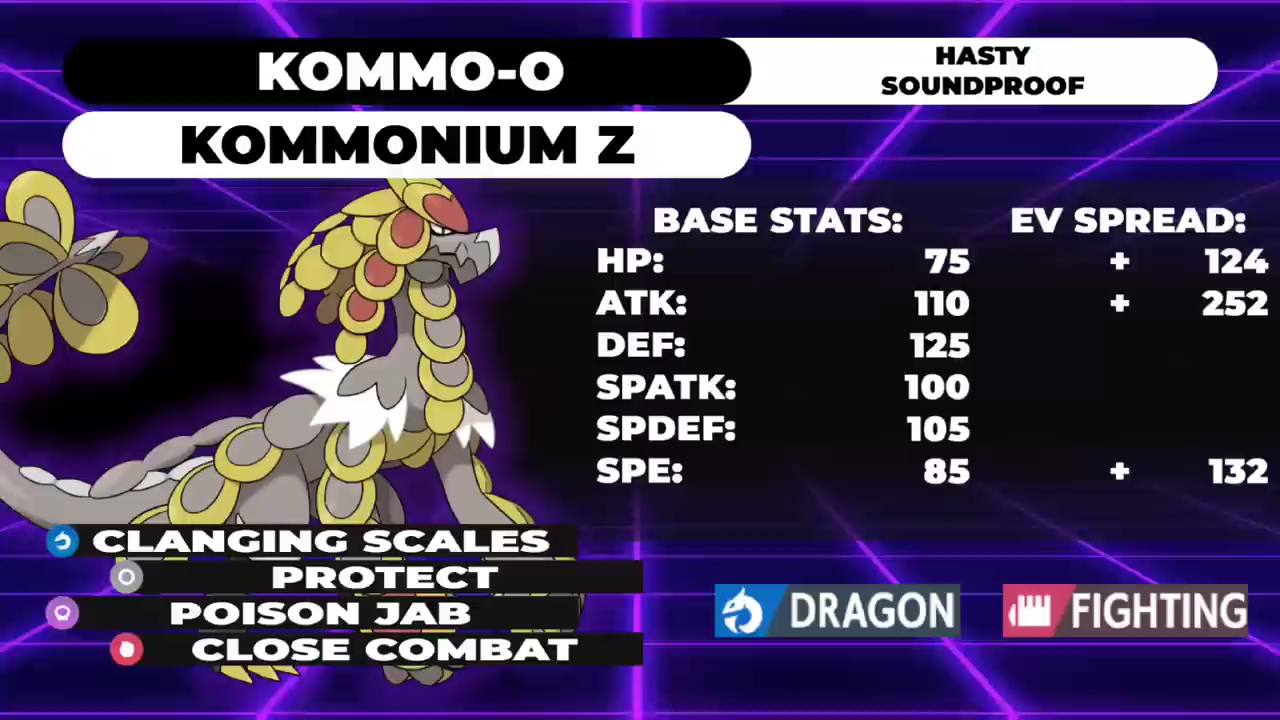 KOMMO-O
HASTY
SOUNDPROOF
KOMMONIUM Z
BASE STATS: EV SPREAD:
HP: 75 + 124
ATK: 110 + 252
DEF: 125
SPATK: 100
SPDEF: 105
SPE: 85 + 132
CLANGING SCALES
PROTECT
POISON JAB
CLOSE COMBAT
DRAGON FIGHTING